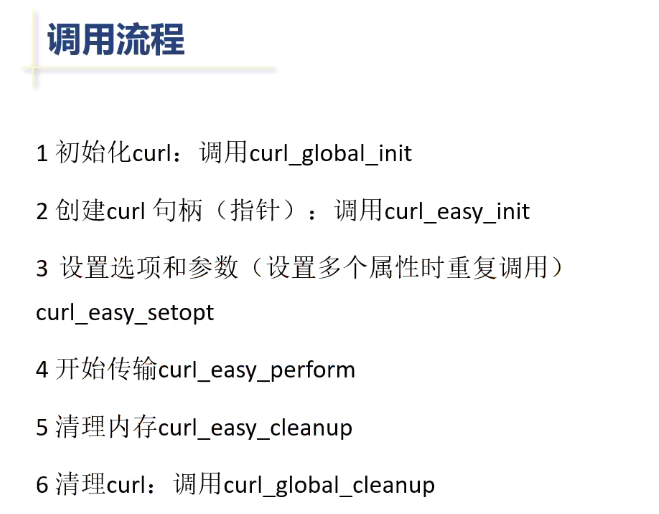 调用流程
1 初始化curl：调用curl_global_init
2 创建curl 句柄（指针）：调用curl_easy_init
3 设置选项和参数（设置多个属性时重复调用）
curl_easy_setopt
4 开始传输curl_easy_perform
5 清理内存curl_easy_cleanup
6 清理curl：调用curl_global_cleanup